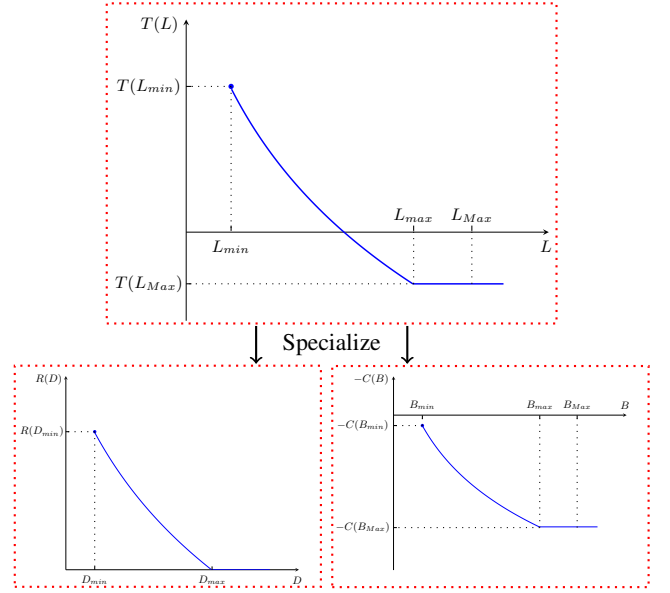 T(L)
T(L_{min})
L_{max} L_{Max}
L_{min} L
T(L_{Max})
Specialize
R(D)
R(D_{min})
D_{min} D_{max} D
−C(B)
B_{min} B_{max} B_{Max} B
−C(B_{min})
−C(B_{Max})